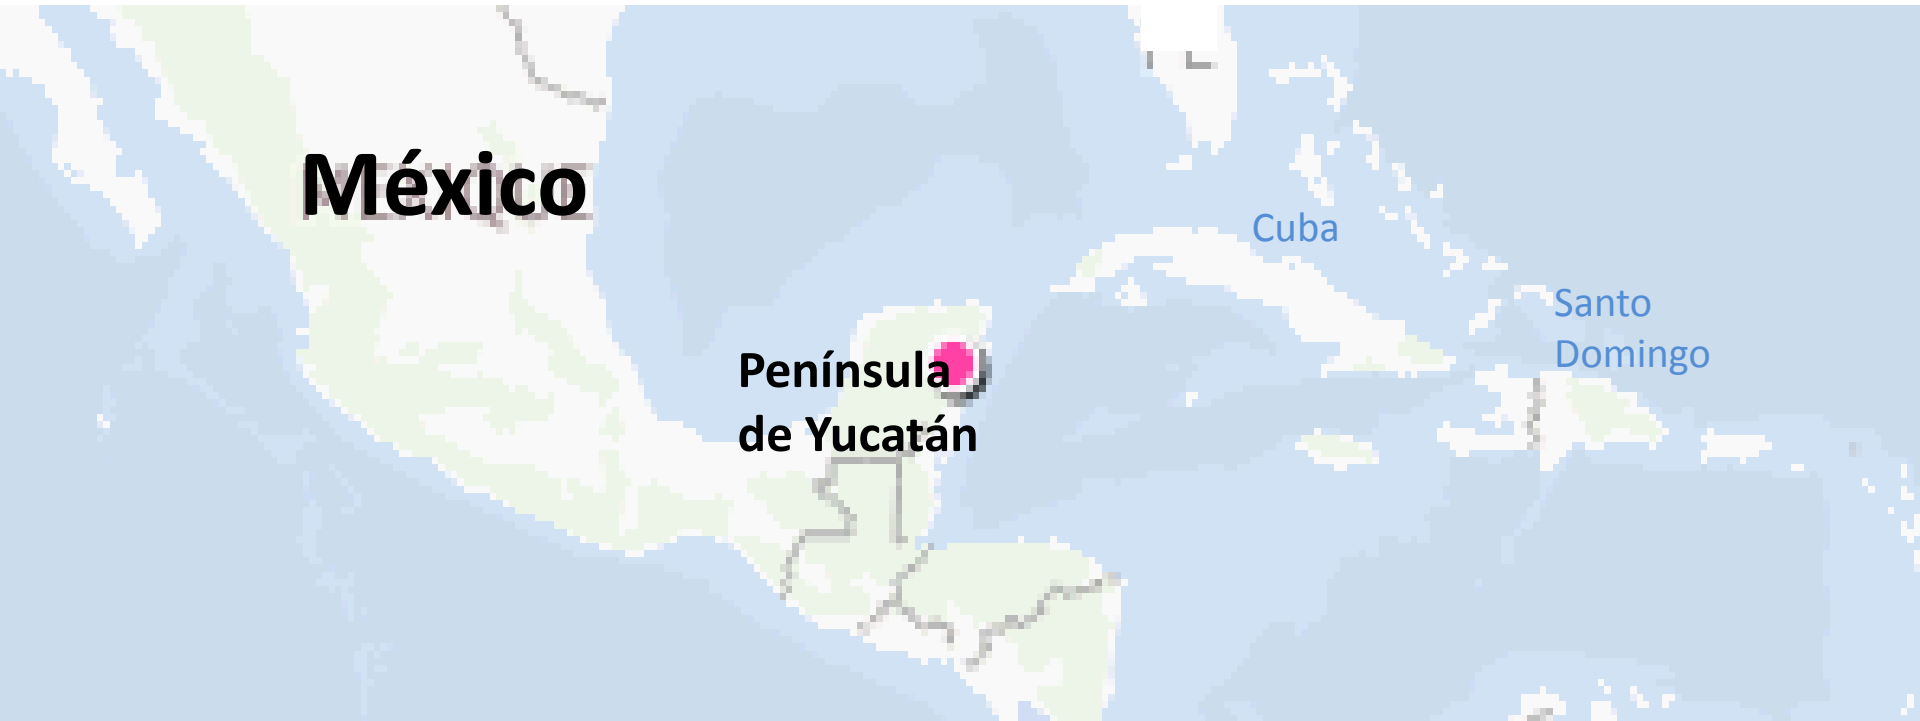 México
Cuba
Santo
Domingo
Península
de Yucatán